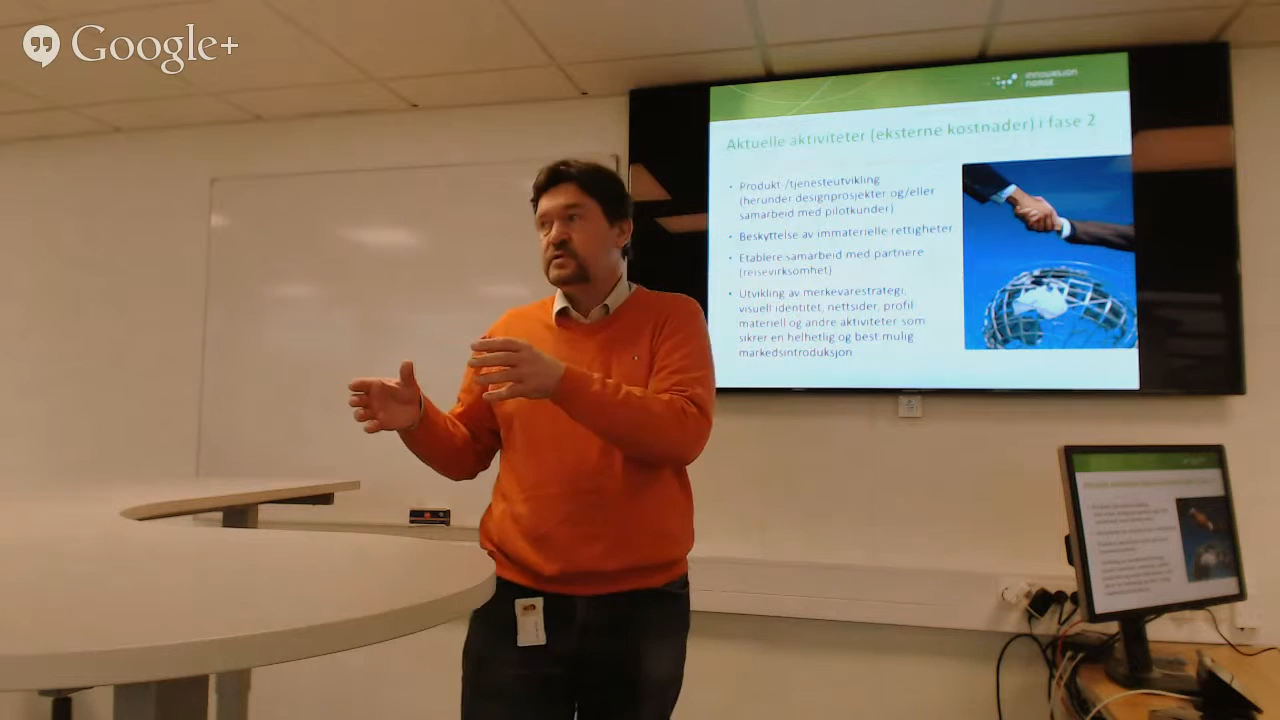 Google+
innovasjon
norge
Aktuelle aktiviteter (eksterne kostnader) i fase 2
• Produkt-/tjenesteutvikling
(herunder designprosjekter og/eller
samarbeid med pilotkunder)
• Beskyttelse av immaterielle rettigheter
• Etablere samarbeid med partnere
(reisevirksomhet)
• Utvikling av merkevarestrategi,
visuell identitet, nettsider, profil
materiell og andre aktiviteter som
sikrer en helhetlig og best mulig
markedsintroduksjon